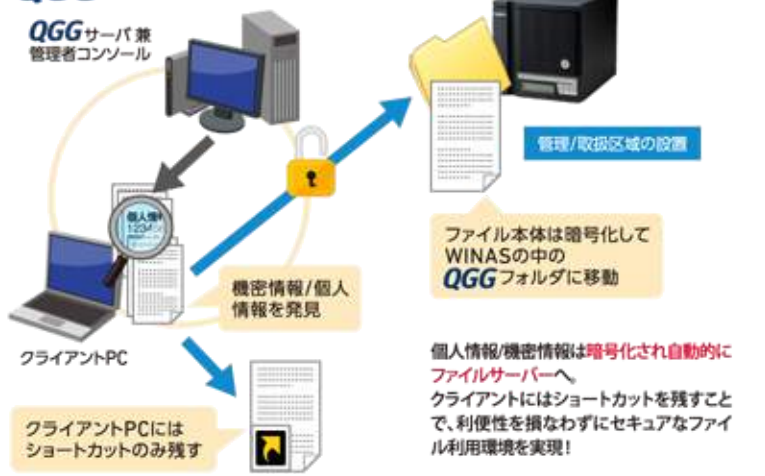 QGGサーバ 兼
管理者コンソール
個人情
1234
管理/取扱区域の設置
ファイル本体は暗号化して
WINASの中の
QGGフォルダに移動
機密情報/個人
情報を発見
クライアントPC
クライアントPCには
ショートカットのみ残す
個人情報/機密情報は暗号化され自動的に
ファイルサーバーへ。
クライアントにはショートカットを残すこと
で、利便性を損なわずにセキュアなファイ
ル利用環境を実現！